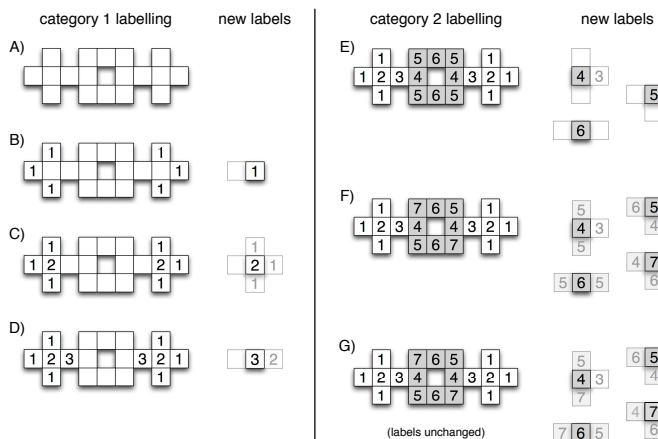 category 1 labelling new labels
A)
B)
1 1
1 1 1
1 1
C)
1 1 1
1 2 2 1 2 1
1 1 1
D)
1 1
1 2 3 3 2 1 3 2
1 1
category 2 labelling new labels
E)
1 5 6 5 1
1 2 3 4 4 3 2 1 4 3
1 5 6 5 1 5
6
F)
1 7 6 5 1 5 6 5
1 2 3 4 4 3 2 1 4 3 4
1 5 6 7 1 5
4 7
5 6 5 6
G)
1 7 6 5 1 5 6 5
1 2 3 4 4 3 2 1 4 3 4
1 5 6 7 1 7
4 7
(labels unchanged) 7 6 5 6